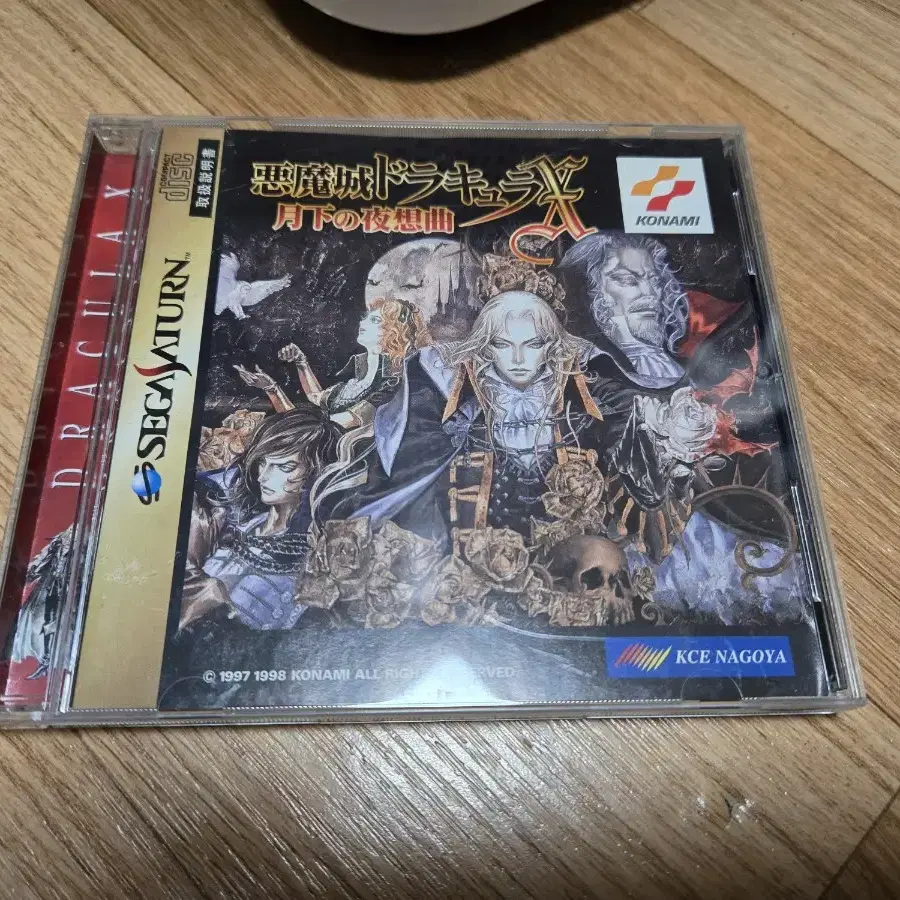 DRACULA X
COMPACT
disc
取扱説明書
SEGA SATURN™
悪魔城ドラキュラX
月下の夜想曲
KONAMI
© 1997 1998 KONAMI ALL RIGHTS RESERVED
KCE NAGOYA